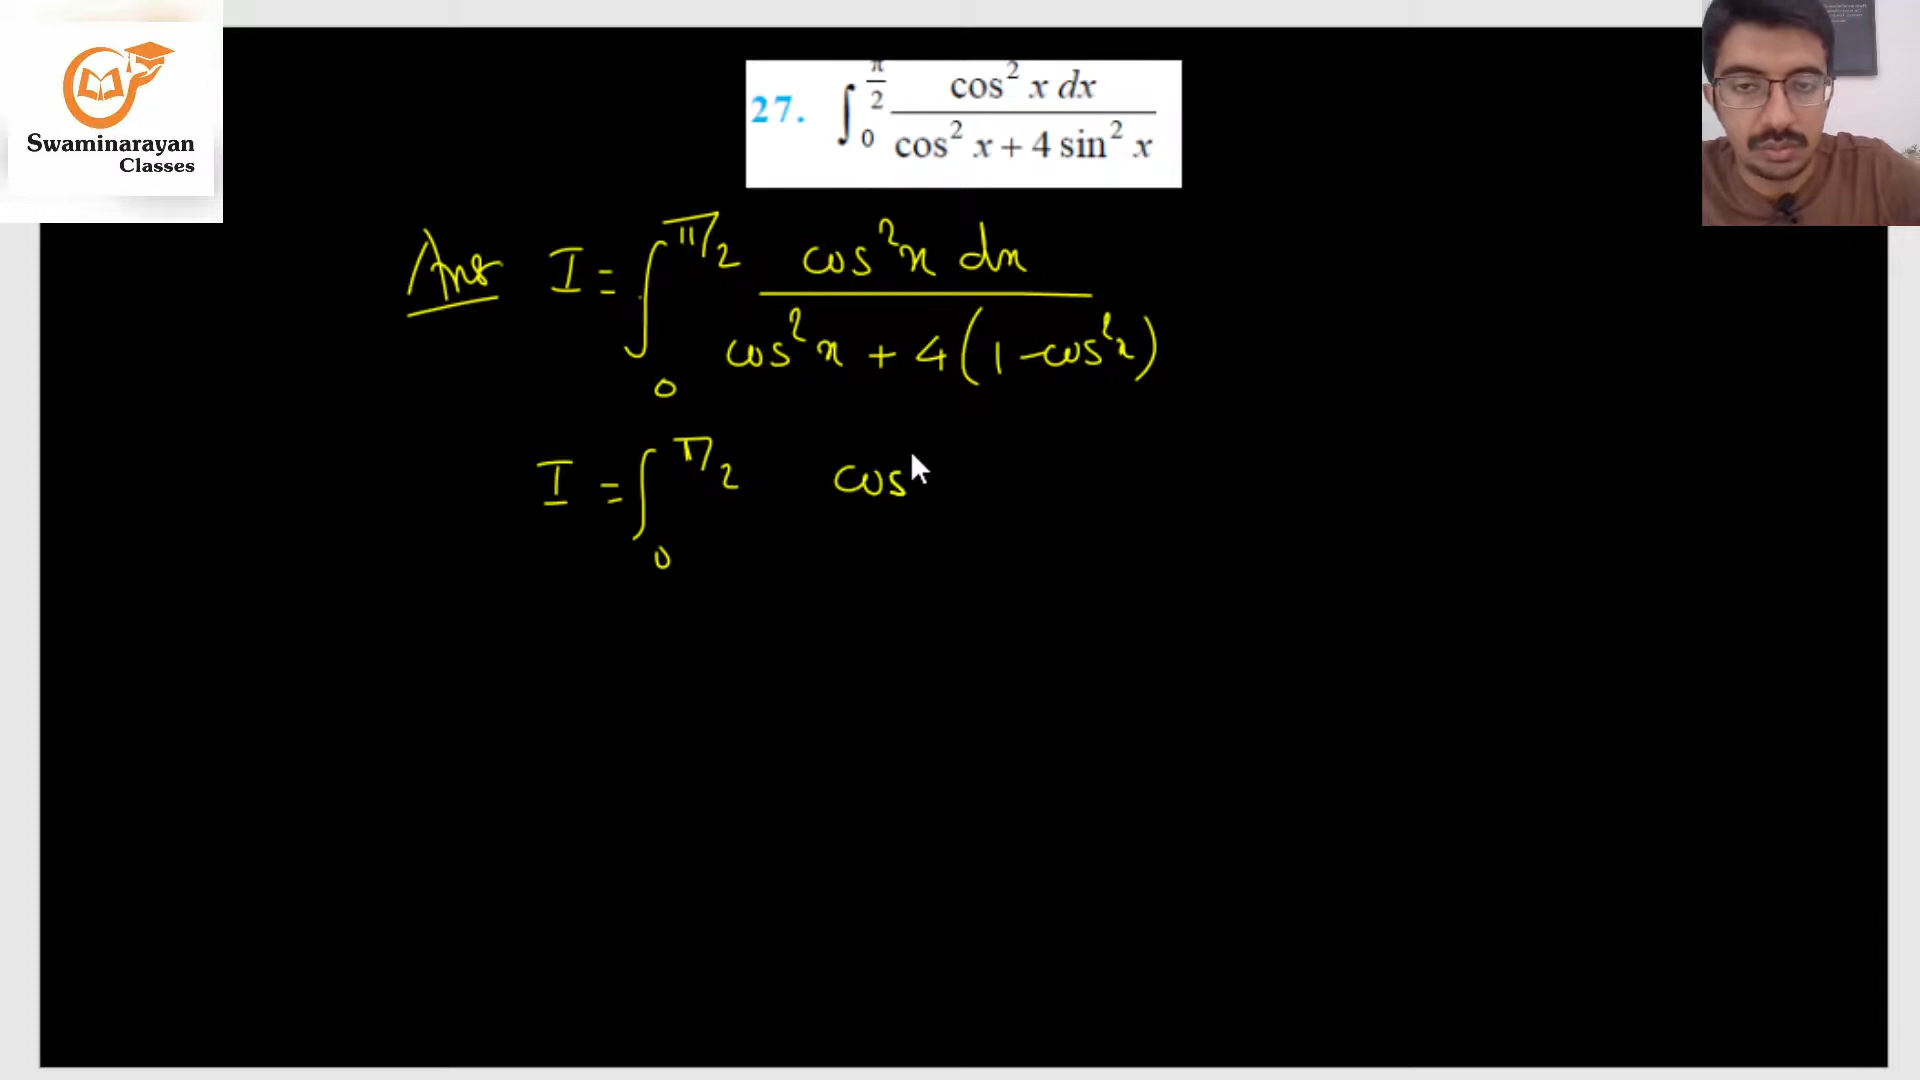 Swaminarayan
Classes
27. ∫₀^{π/2} cos² x dx / (cos² x + 4 sin² x)
Ans I = ∫₀^{π/2} cos²x dx / (cos²x + 4(1-cos²x))
I = ∫₀^{π/2} cos